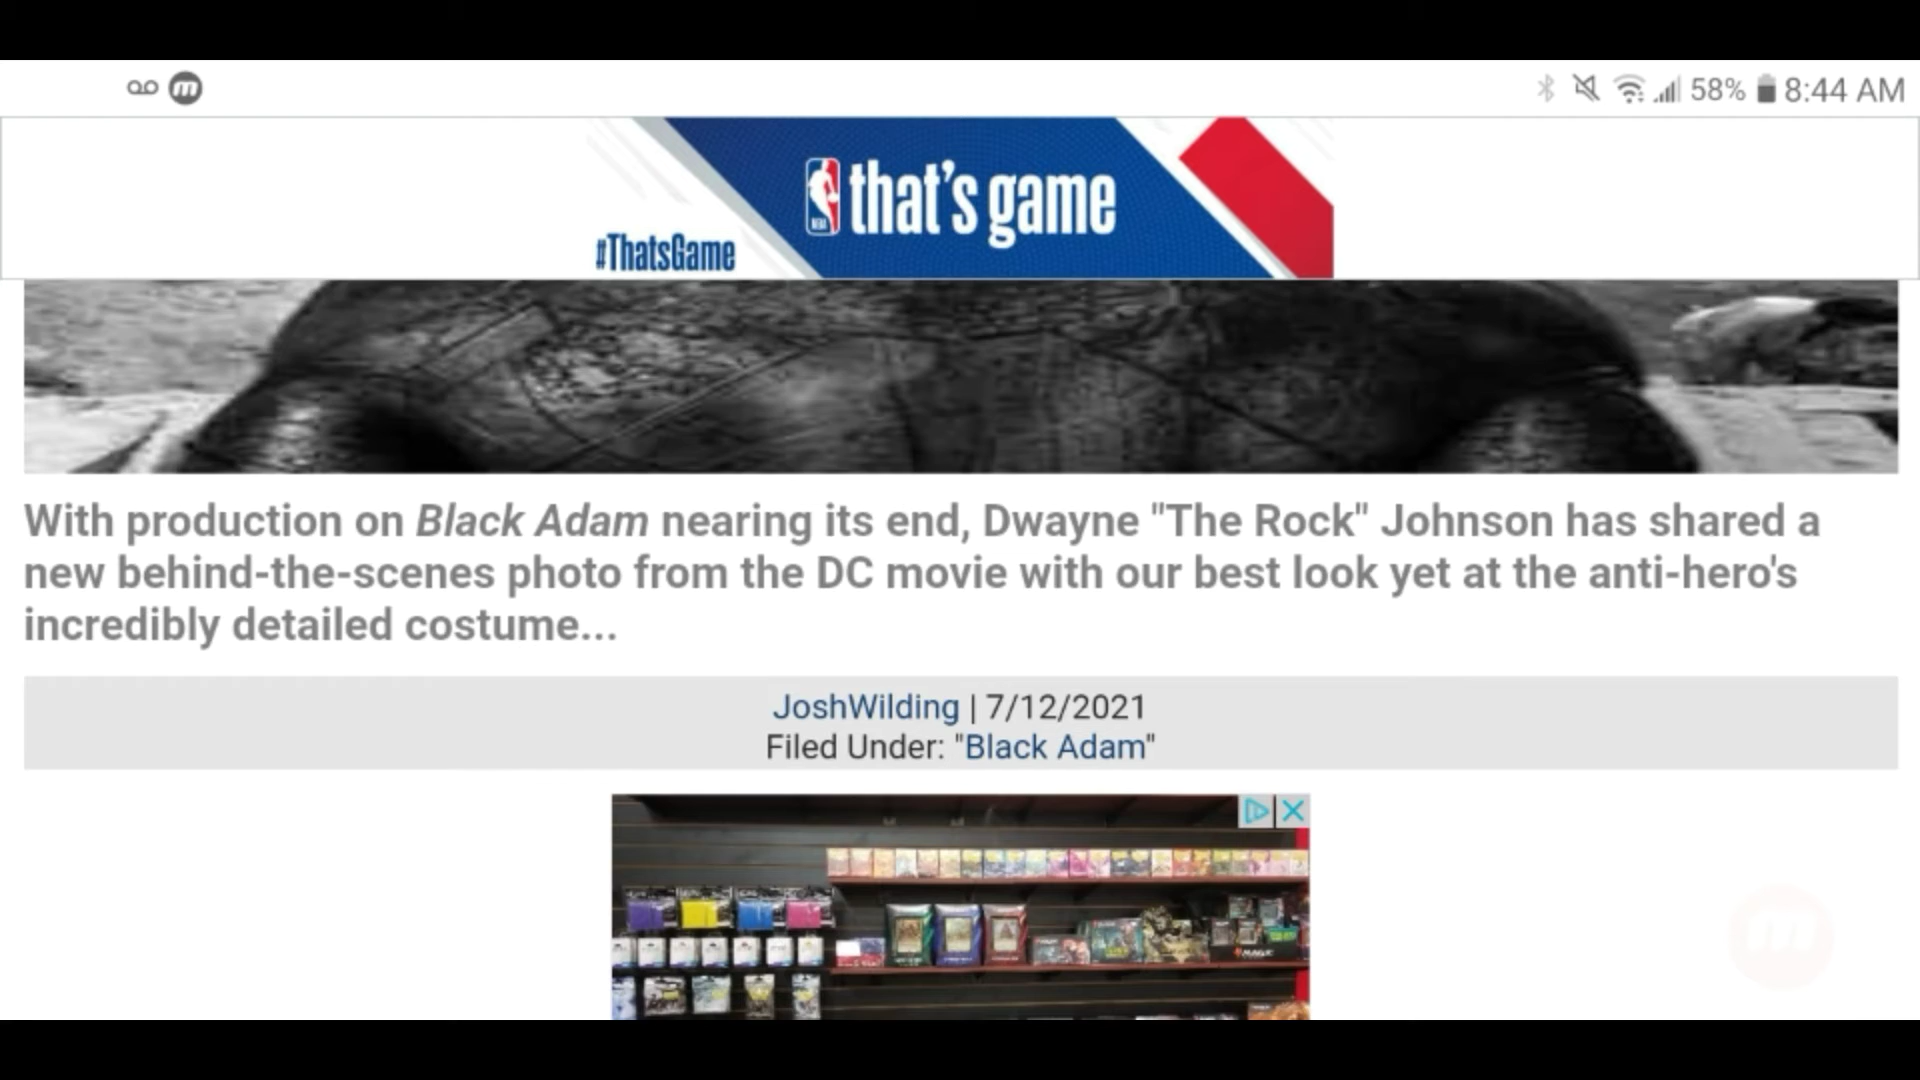 58% 8:44 AM
that's game
#ThatsGame
With production on Black Adam nearing its end, Dwayne "The Rock" Johnson has shared a
new behind-the-scenes photo from the DC movie with our best look yet at the anti-hero's
incredibly detailed costume...
JoshWilding | 7/12/2021
Filed Under: "Black Adam"
MAGIC